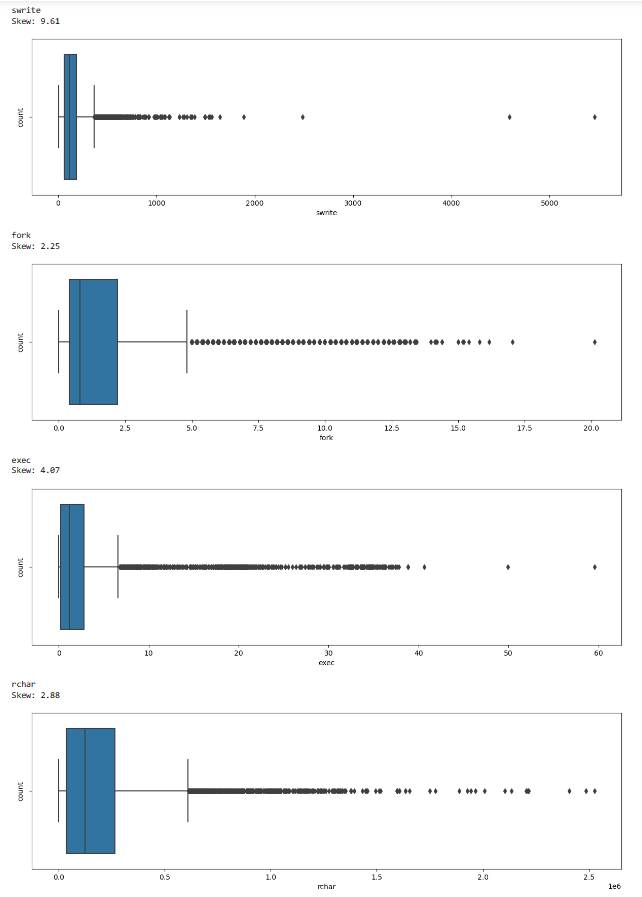 swrite
Skew: 9.61
count
0 1000 2000 3000 4000 5000
swrite
fork
Skew: 2.25
count
0.0 2.5 5.0 7.5 10.0 12.5 15.0 17.5 20.0
fork
exec
Skew: 4.07
count
0 10 20 30 40 50 60
exec
rchar
Skew: 2.88
count
0.0 0.5 1.0 1.5 2.0 2.5
1e6
rchar